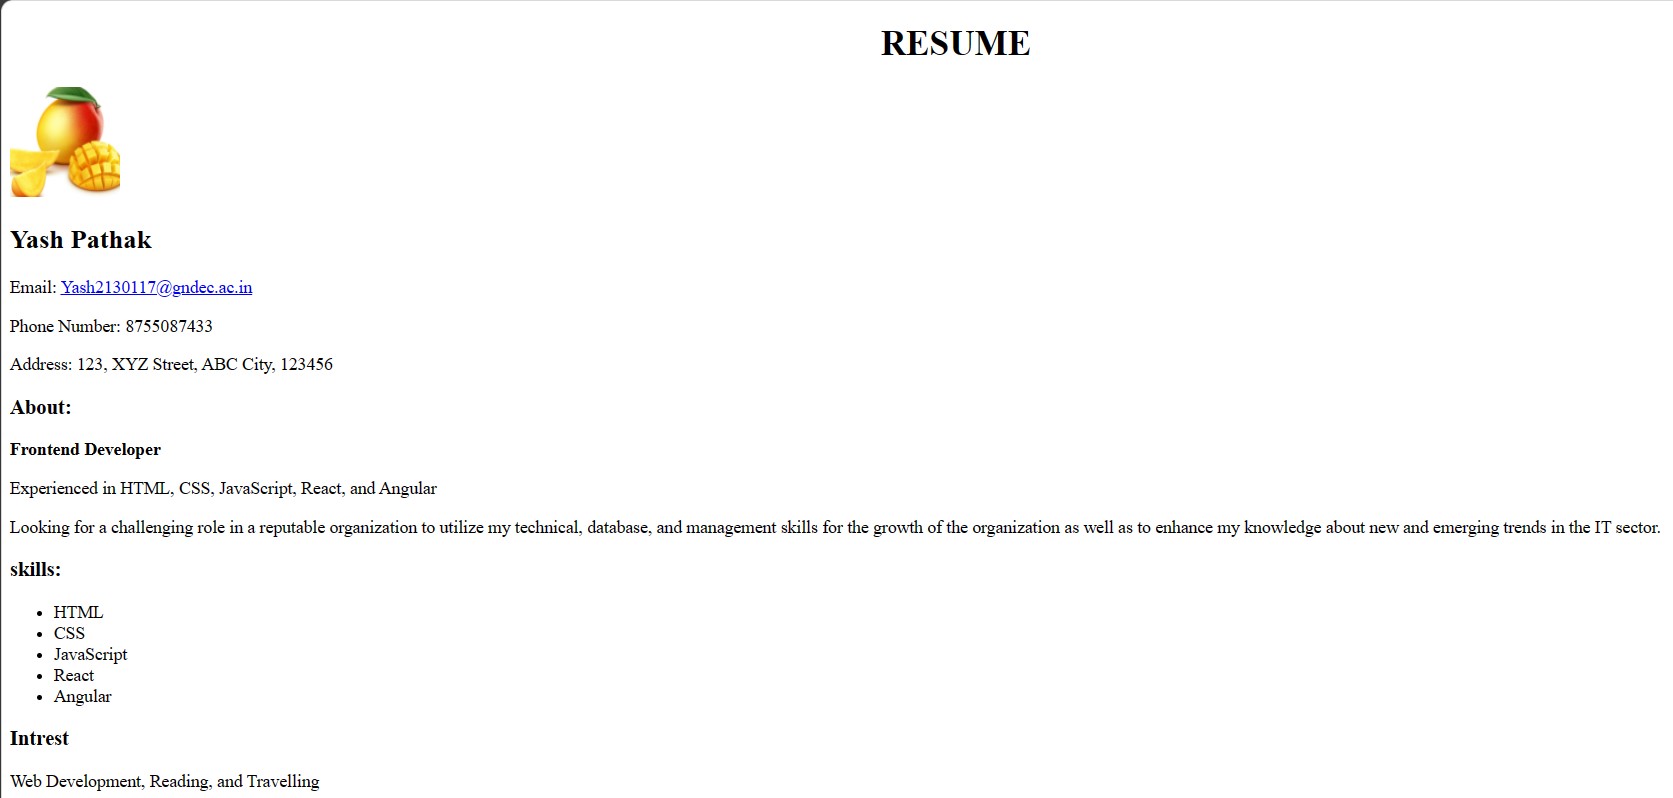 RESUME
Yash Pathak
Email: Yash2130117@gndec.ac.in
Phone Number: 8755087433
Address: 123, XYZ Street, ABC City, 123456
About:
Frontend Developer
Experienced in HTML, CSS, JavaScript, React, and Angular
Looking for a challenging role in a reputable organization to utilize my technical, database, and management skills for the growth of the organization as well as to enhance my knowledge about new and emerging trends in the IT sector.
skills:
• HTML
• CSS
• JavaScript
• React
• Angular
Intrest
Web Development, Reading, and Travelling